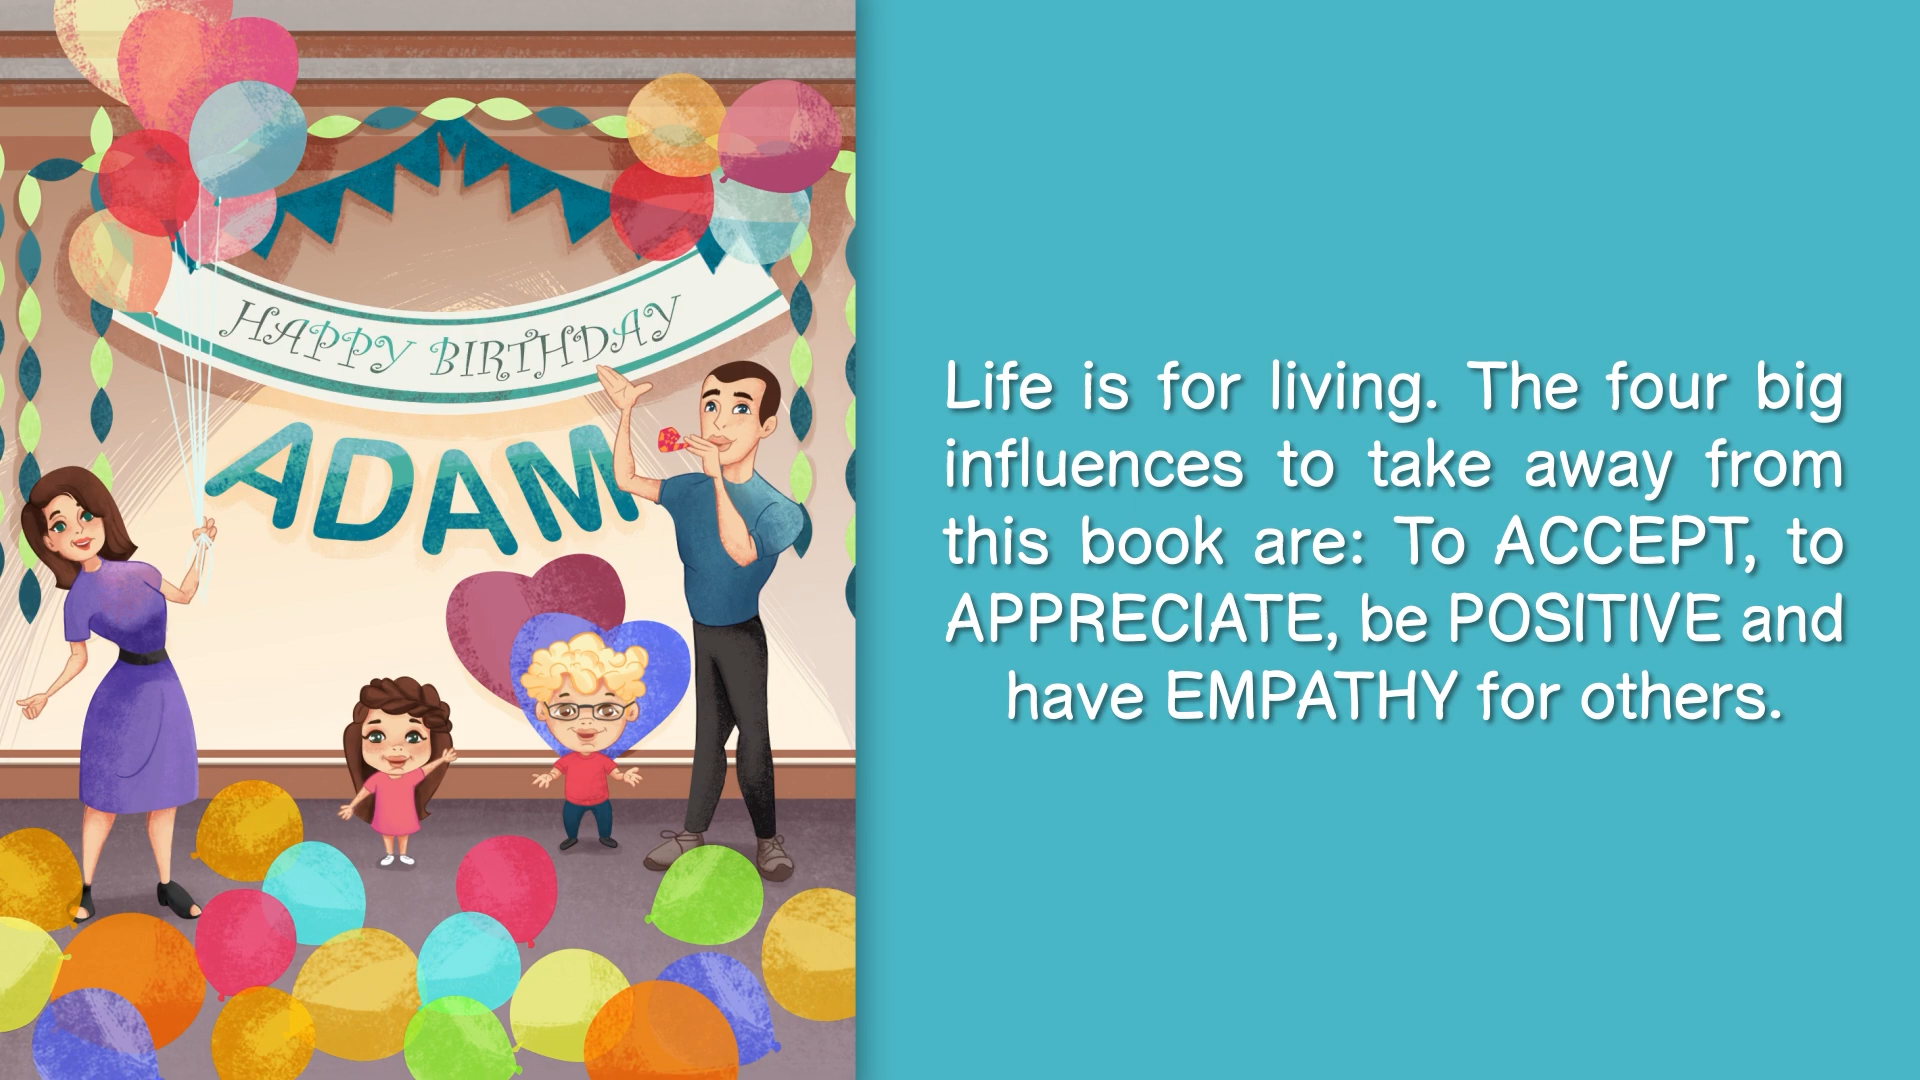 HAPPY BIRTHDAY
ADAM
Life is for living. The four big
influences to take away from
this book are: To ACCEPT, to
APPRECIATE, be POSITIVE and
have EMPATHY for others.